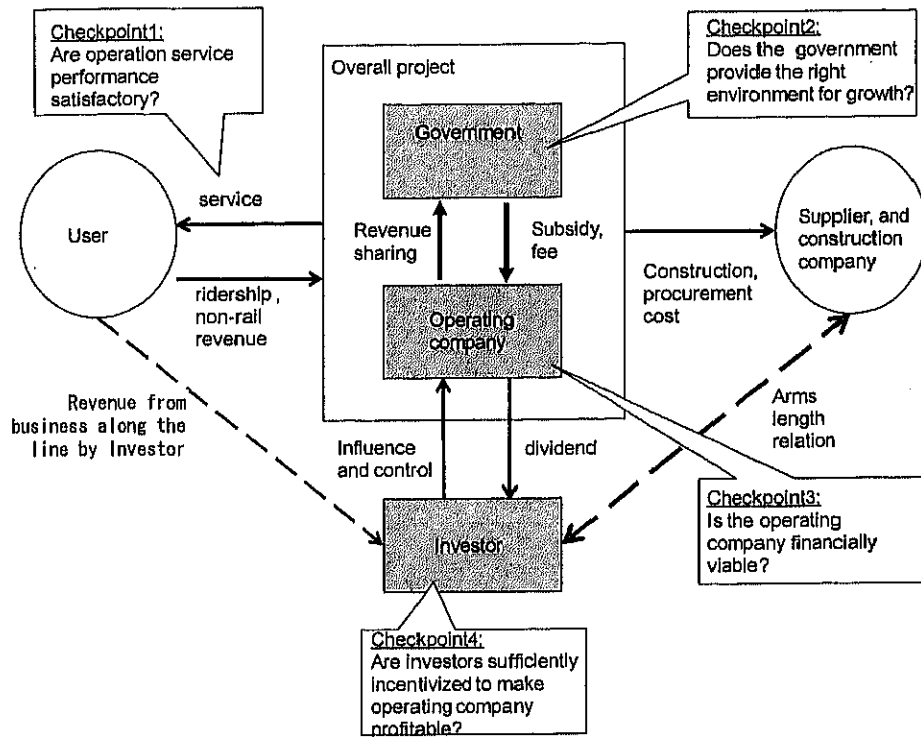 Checkpoint1:
Are operation service
performance
satisfactory?
Checkpoint2:
Does the government
provide the right
environment for growth?
Overall project
Government
User
service
ridership ,
non-rail
revenue
Revenue
sharing
Subsidy,
fee
Operating
company
Supplier, and
construction
company
Construction,
procurement
cost
Revenue from
business along the
line by Investor
Influence
and control
dividend
Arms
length
relation
Investor
Checkpoint3:
Is the operating
company financially
viable?
Checkpoint4:
Are investors sufficiently
incentivized to make
operating company
profitable?